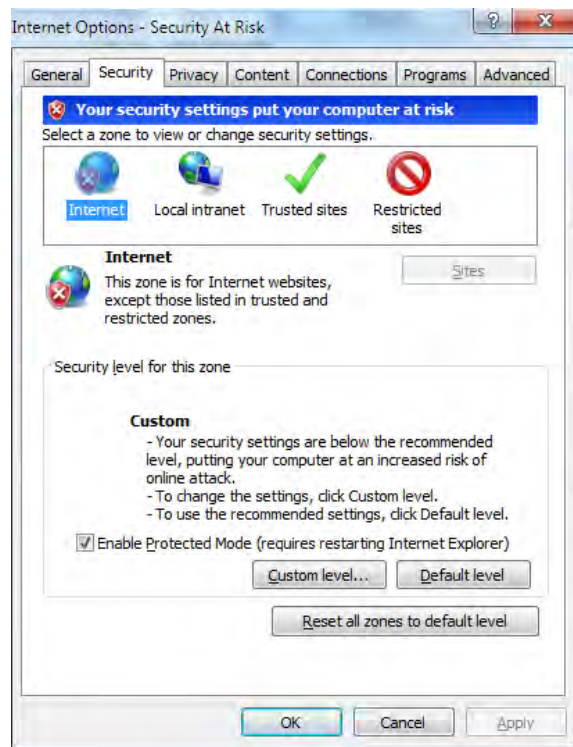 Internet Options - Security At Risk
General Security Privacy Content Connections Programs Advanced
Your security settings put your computer at risk
Select a zone to view or change security settings.
Internet Local intranet Trusted sites Restricted sites
Internet
This zone is for Internet websites,
except those listed in trusted and
restricted zones.
Sites
Security level for this zone
Custom
- Your security settings are below the recommended
level, putting your computer at an increased risk of
online attack.
- To change the settings, click Custom level.
- To use the recommended settings, click Default level.
Enable Protected Mode (requires restarting Internet Explorer)
Custom level... Default level
Reset all zones to default level
OK Cancel Apply